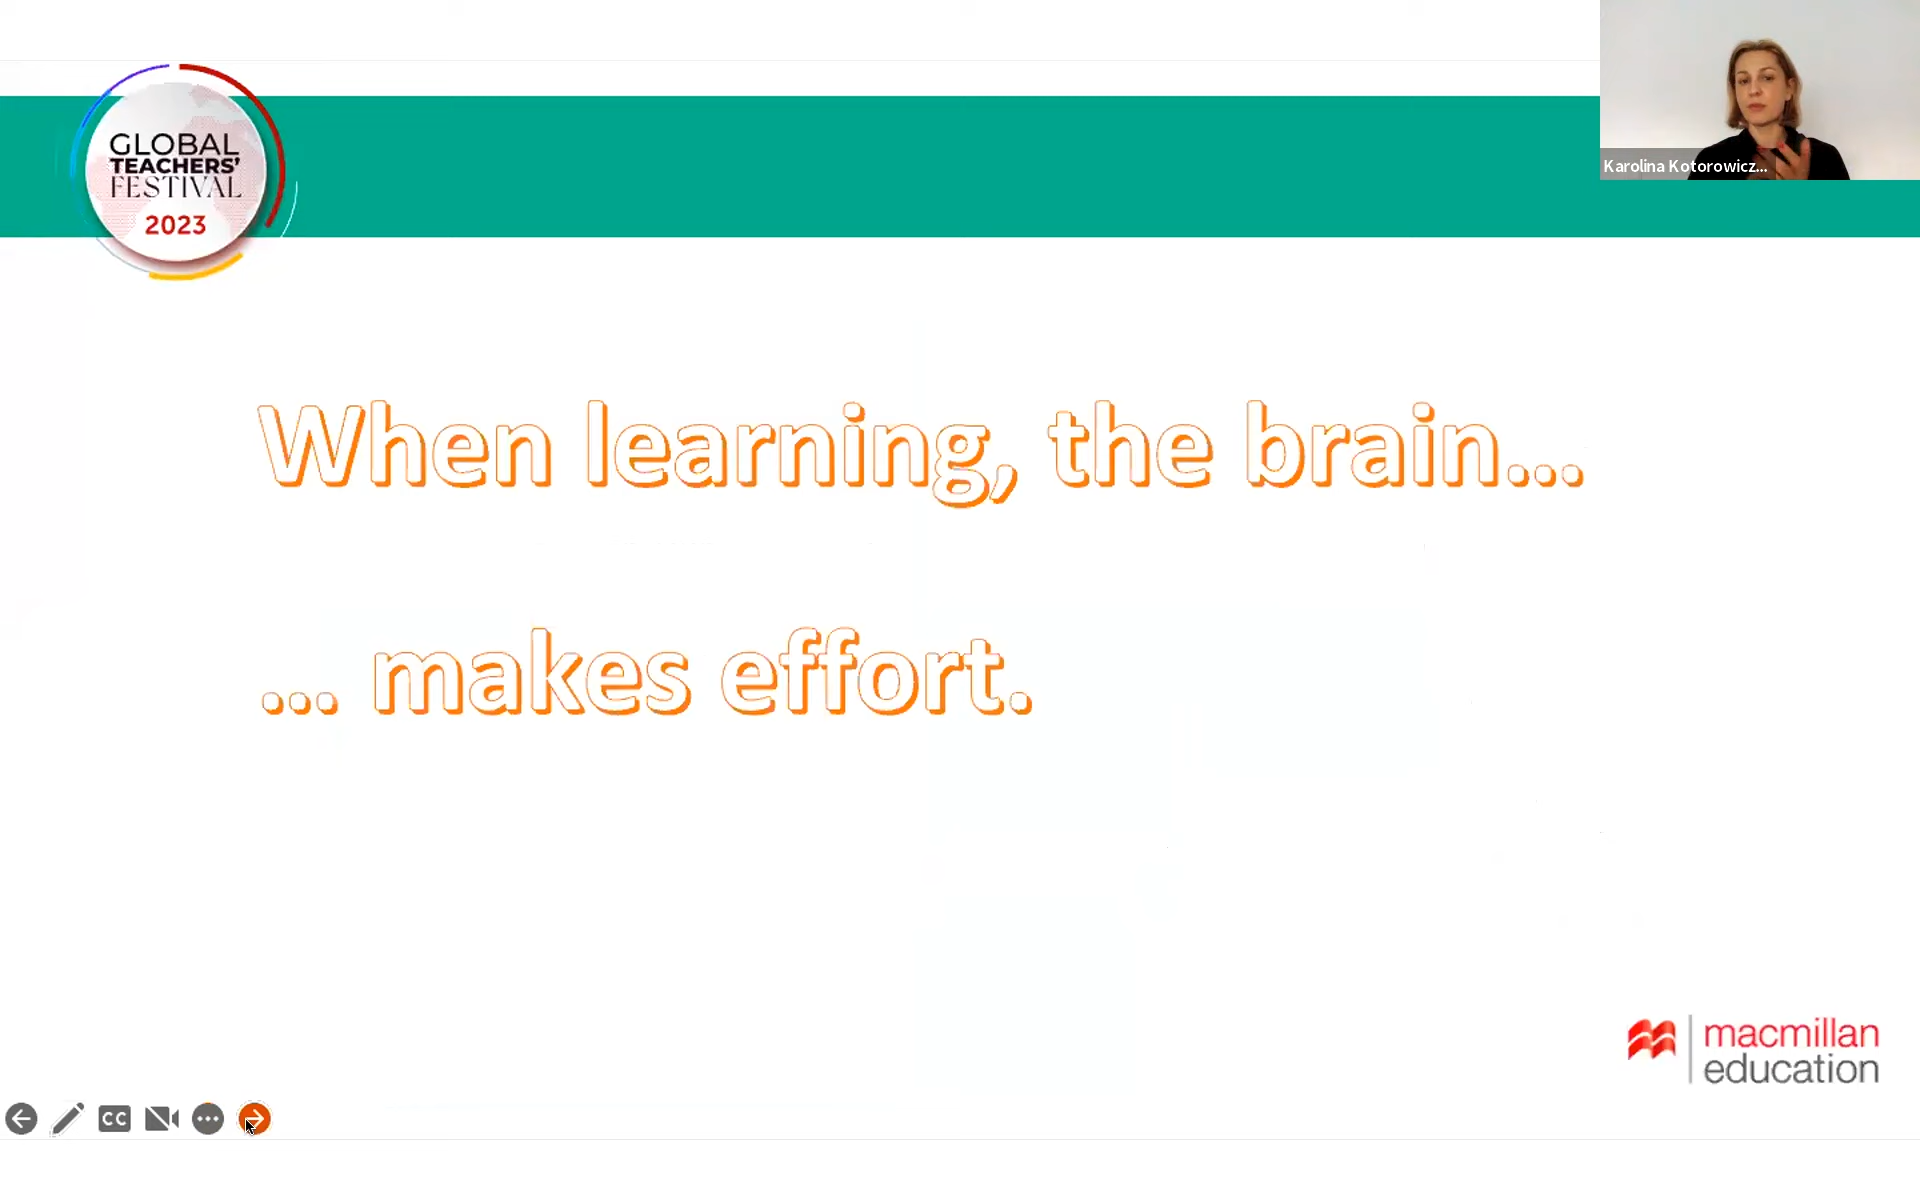 GLOBAL
TEACHERS'
FESTIVAL
2023
Karolina Kotorowicz...
When learning, the brain...
... makes effort.
macmillan
education
CC